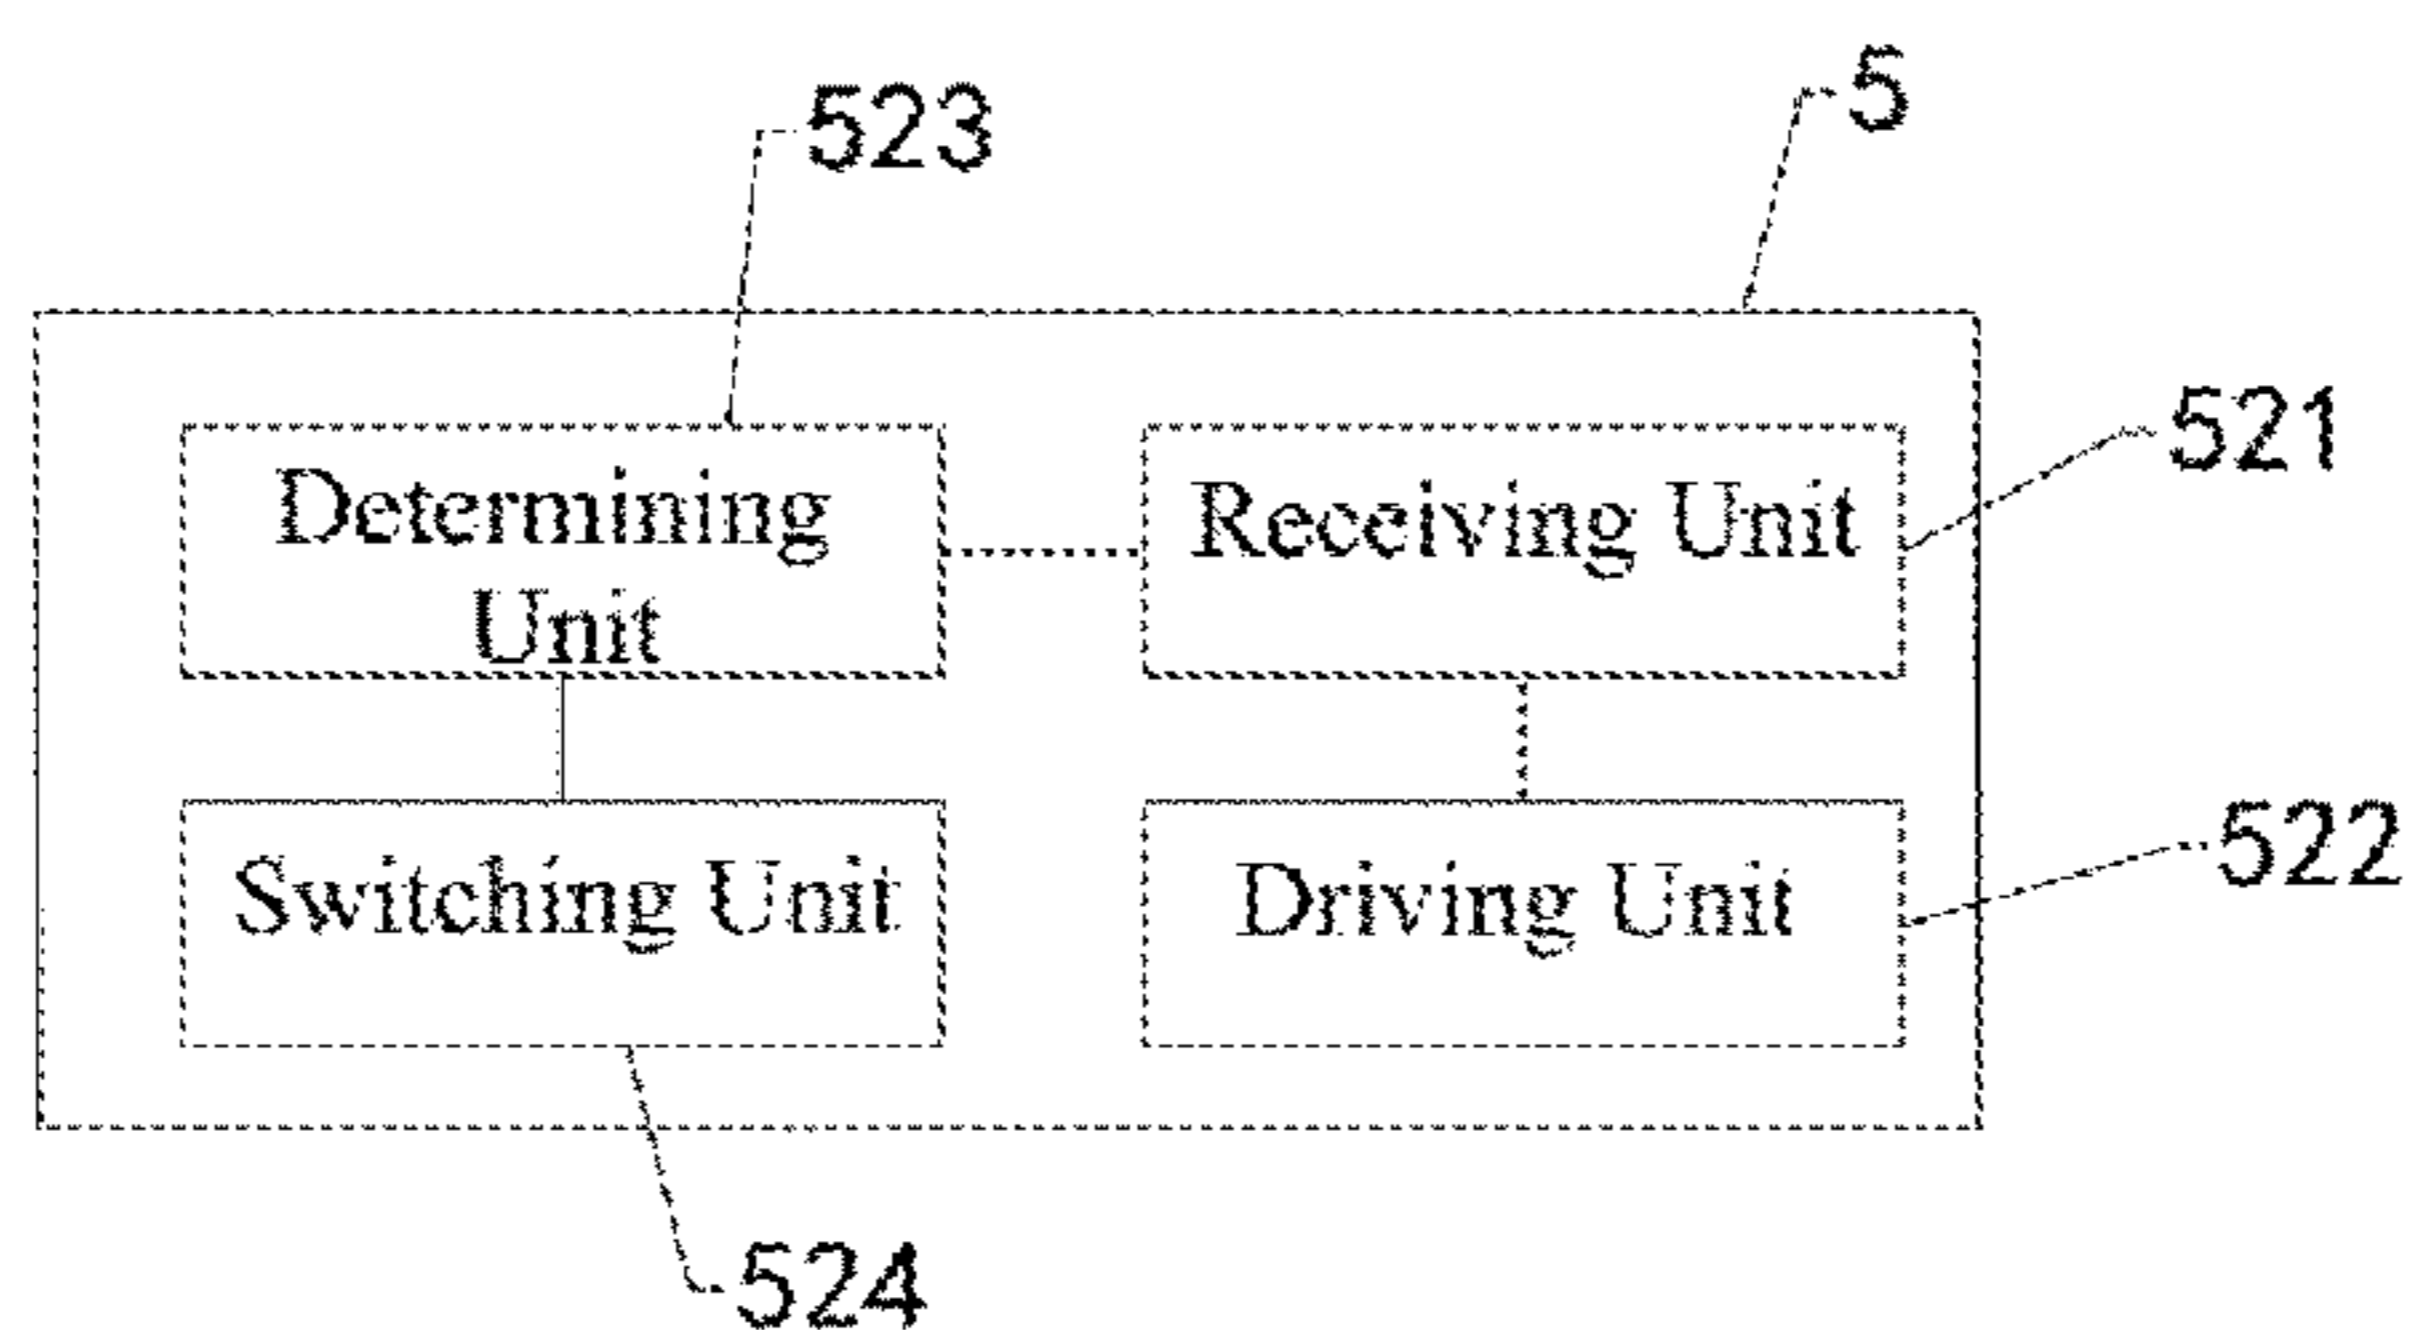 5
523
521
Determining
Unit
Receiving Unit
Switching Unit
Driving Unit
522
524